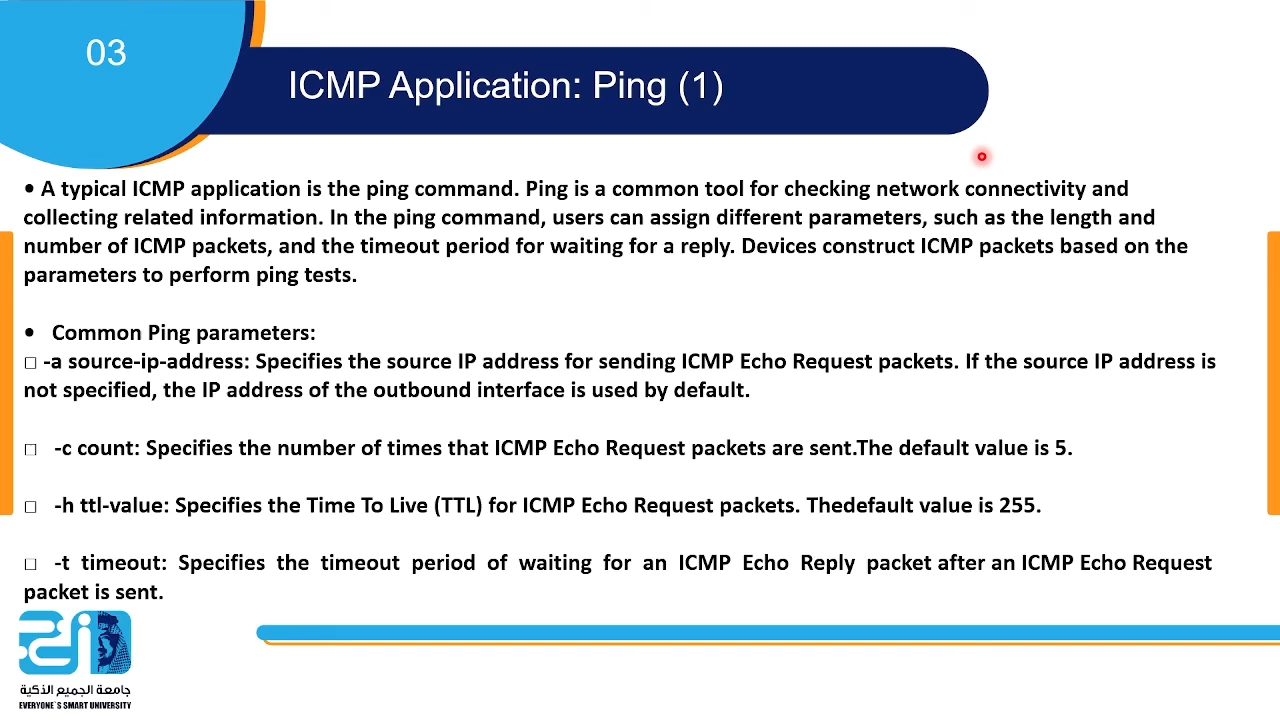 03
ICMP Application: Ping (1)
• A typical ICMP application is the ping command. Ping is a common tool for checking network connectivity and
collecting related information. In the ping command, users can assign different parameters, such as the length and
number of ICMP packets, and the timeout period for waiting for a reply. Devices construct ICMP packets based on the
parameters to perform ping tests.
• Common Ping parameters:
□ -a source-ip-address: Specifies the source IP address for sending ICMP Echo Request packets. If the source IP address is
not specified, the IP address of the outbound interface is used by default.
□ -c count: Specifies the number of times that ICMP Echo Request packets are sent.The default value is 5.
□ -h ttl-value: Specifies the Time To Live (TTL) for ICMP Echo Request packets. Thedefault value is 255.
□ -t timeout: Specifies the timeout period of waiting for an ICMP Echo Reply packet after an ICMP Echo Request
packet is sent.
جامعة الجميع الذكية
EVERYONE`S SMART UNIVERSITY